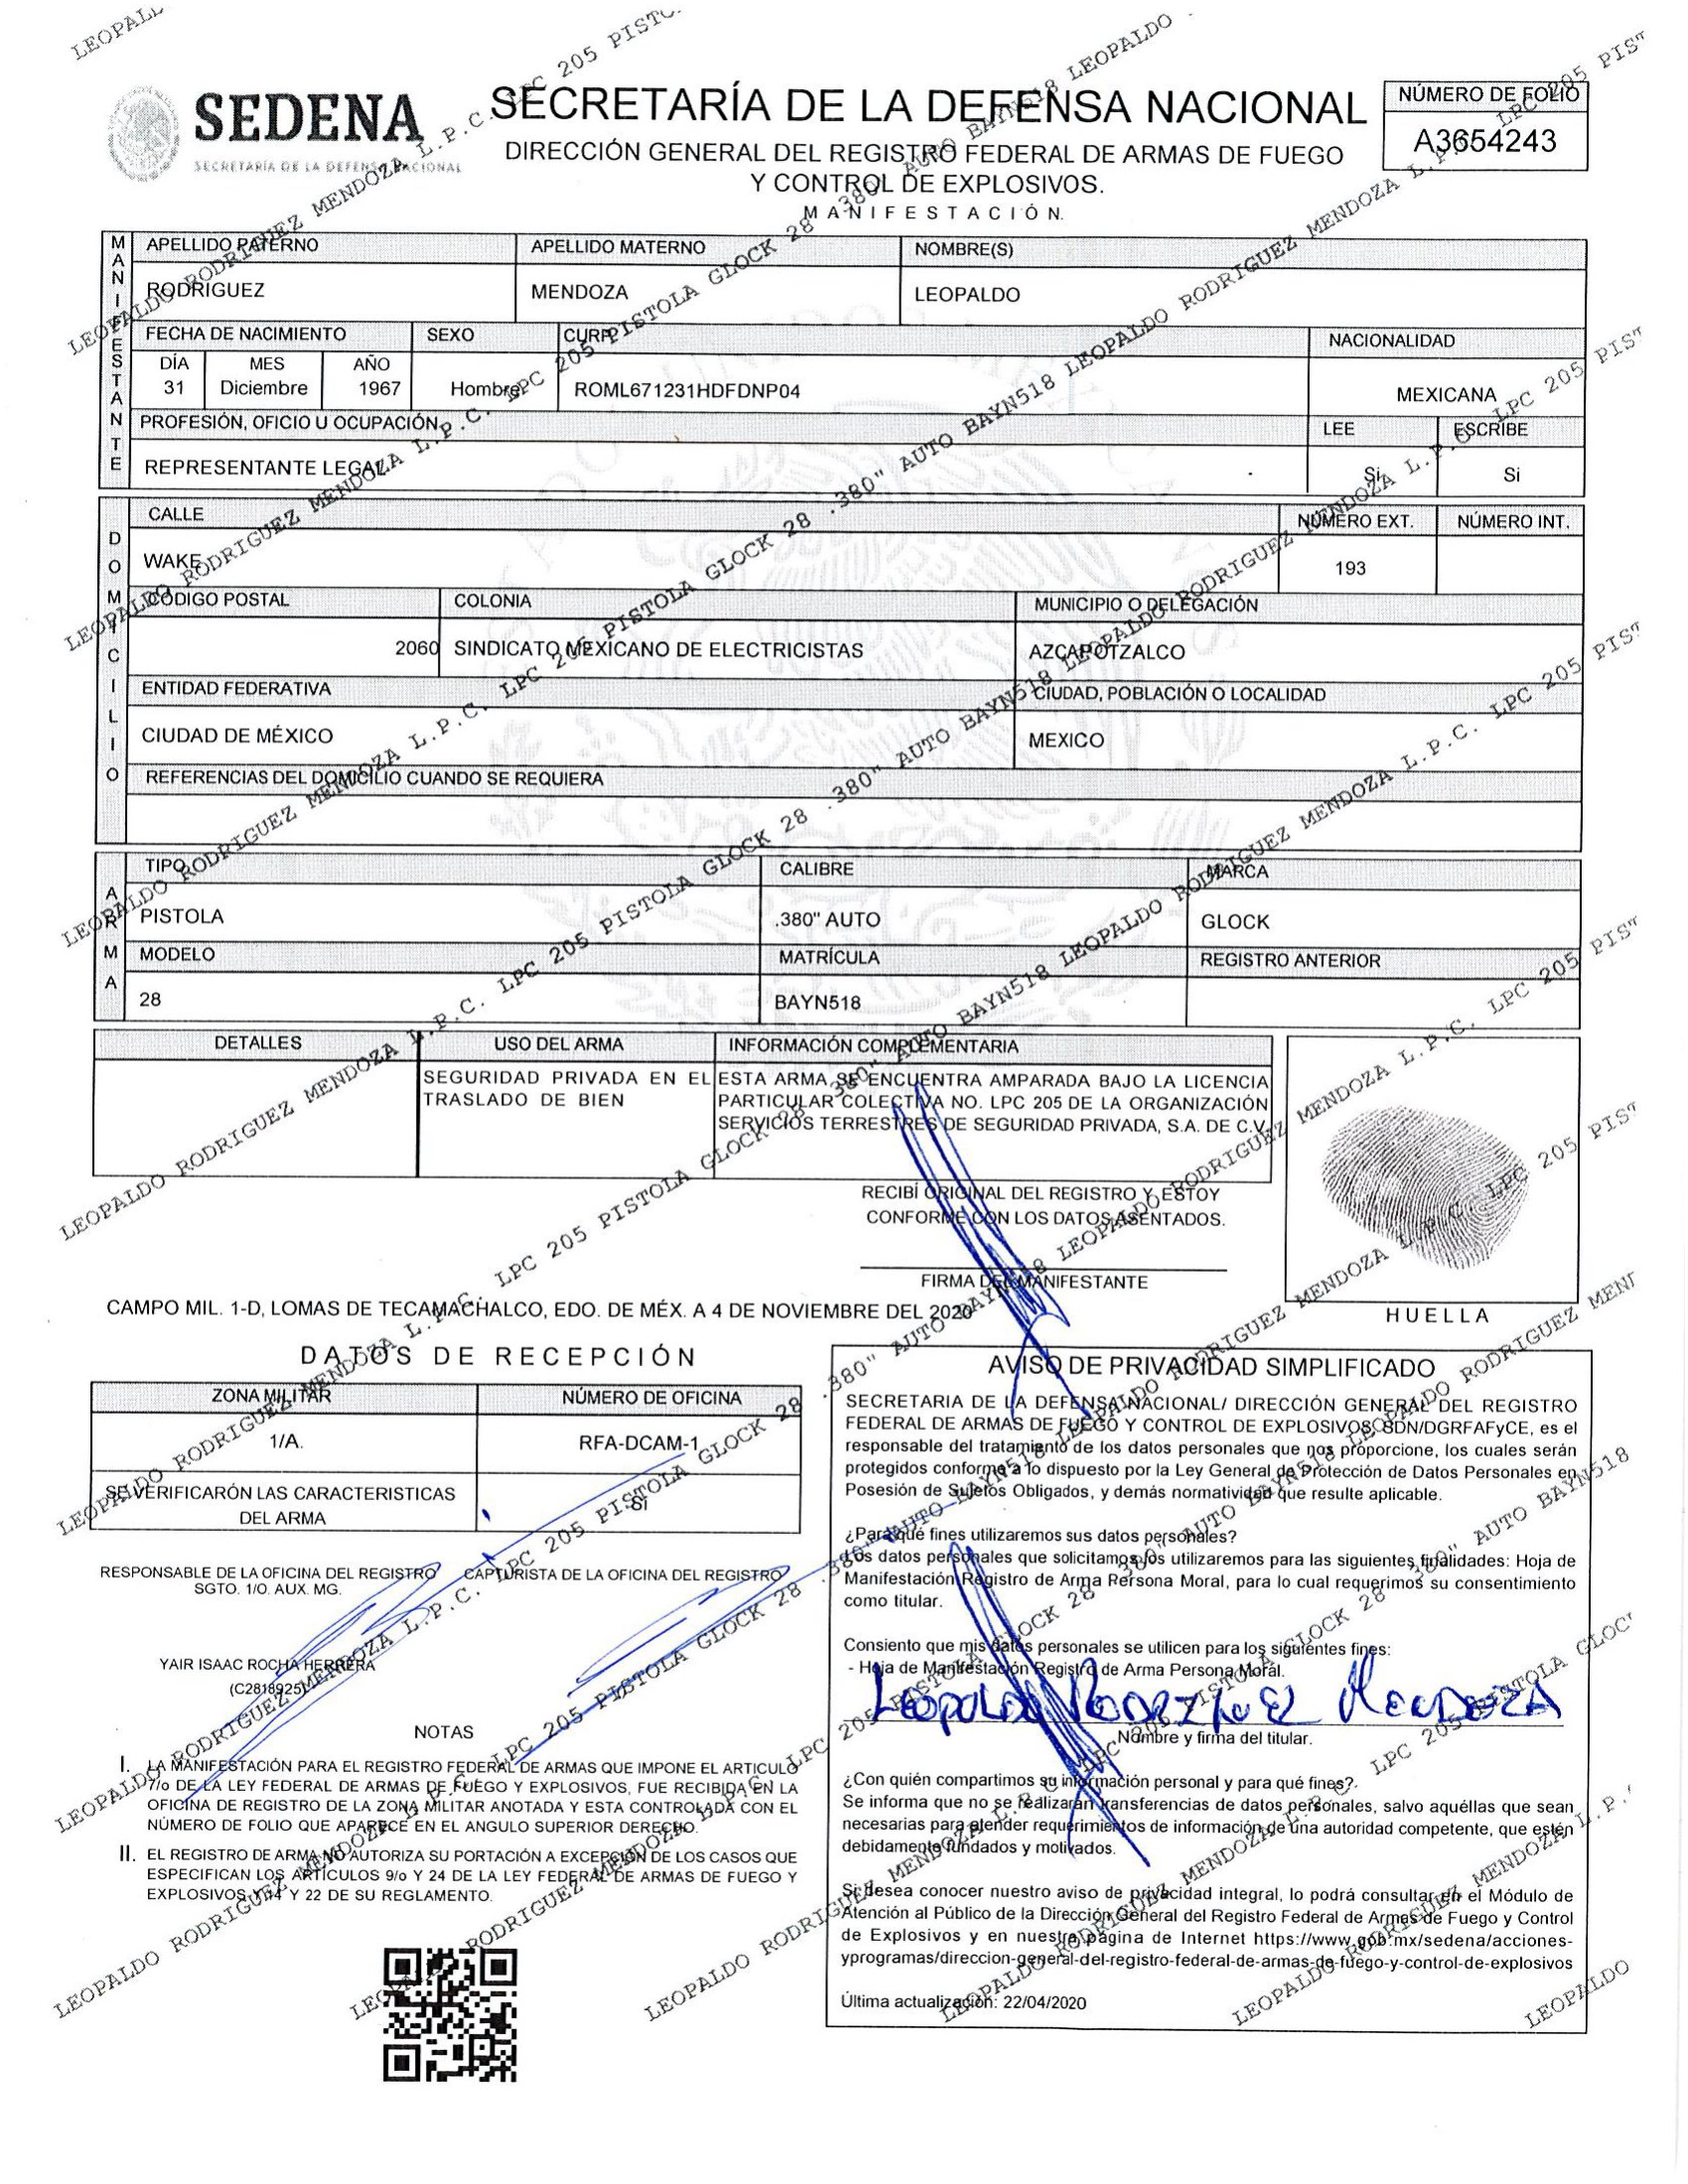 SEDENA
SECRETARÍA DE LA DEFENSA NACIONAL
SECRETARÍA DE LA DEFENSA NACIONAL
DIRECCIÓN GENERAL DEL REGISTRO FEDERAL DE ARMAS DE FUEGO
Y CONTROL DE EXPLOSIVOS.
MANIFESTACIÓN
NÚMERO DE FOLIO
A3654243
MANIFESTANTE
APELLIDO PATERNO APELLIDO MATERNO NOMBRE(S)
RODRÍGUEZ MENDOZA LEOPALDO
FECHA DE NACIMIENTO SEXO CURP NACIONALIDAD
DÍA MES AÑO
31 Diciembre 1967 Hombre ROML671231HDFDNP04 MEXICANA
PROFESIÓN, OFICIO U OCUPACIÓN LEE ESCRIBE
REPRESENTANTE LEGAL Si Si
DOMICILIO
CALLE NÚMERO EXT. NÚMERO INT.
WAKE 193
CÓDIGO POSTAL COLONIA MUNICIPIO O DELEGACIÓN
2060 SINDICATO MEXICANO DE ELECTRICISTAS AZCAPOTZALCO
ENTIDAD FEDERATIVA CIUDAD, POBLACIÓN O LOCALIDAD
CIUDAD DE MÉXICO MEXICO
REFERENCIAS DEL DOMICILIO CUANDO SE REQUIERA
ARMA
TIPO CALIBRE MARCA
PISTOLA .380" AUTO GLOCK
MODELO MATRÍCULA REGISTRO ANTERIOR
28 BAYN518
DETALLES USO DEL ARMA INFORMACIÓN COMPLEMENTARIA
SEGURIDAD PRIVADA EN EL TRASLADO DE BIEN
ESTA ARMA SE ENCUENTRA AMPARADA BAJO LA LICENCIA
PARTICULAR COLECTIVA NO. LPC 205 DE LA ORGANIZACIÓN
SERVICIOS TERRESTRES DE SEGURIDAD PRIVADA, S.A. DE C.V.
RECIBÍ ORIGINAL DEL REGISTRO Y ESTOY
CONFORME CON LOS DATOS ASENTADOS.
FIRMA DEL MANIFESTANTE
HUELLA
CAMPO MIL. 1-D, LOMAS DE TECAMACHALCO, EDO. DE MÉX. A 4 DE NOVIEMBRE DEL 2020
DATOS DE RECEPCIÓN
ZONA MILITAR NÚMERO DE OFICINA
1/A. RFA-DCAM-1
SE VERIFICARÓN LAS CARACTERISTICAS
DEL ARMA
SI
RESPONSABLE DE LA OFICINA DEL REGISTRO CAPTURISTA DE LA OFICINA DEL REGISTRO
SGTO. 1/O. AUX. MG.
YAIR ISAAC ROCHA HERRERA
(C2818925)
NOTAS
I. LA MANIFESTACIÓN PARA EL REGISTRO FEDERAL DE ARMAS QUE IMPONE EL ARTICULO
7/o DE LA LEY FEDERAL DE ARMAS DE FUEGO Y EXPLOSIVOS, FUE RECIBIDA EN LA
OFICINA DE REGISTRO DE LA ZONA MILITAR ANOTADA Y ESTA CONTROLADA CON EL
NÚMERO DE FOLIO QUE APARECE EN EL ANGULO SUPERIOR DERECHO.
II. EL REGISTRO DE ARMA NO AUTORIZA SU PORTACIÓN A EXCEPCIÓN DE LOS CASOS QUE
ESPECIFICAN LOS ARTÍCULOS 9/o Y 24 DE LA LEY FEDERAL DE ARMAS DE FUEGO Y
EXPLOSIVOS Y 14 Y 22 DE SU REGLAMENTO.
AVISO DE PRIVACIDAD SIMPLIFICADO
SECRETARIA DE LA DEFENSA NACIONAL/ DIRECCIÓN GENERAL DEL REGISTRO
FEDERAL DE ARMAS DE FUEGO Y CONTROL DE EXPLOSIVOS, SDN/DGRFAFyCE, es el
responsable del tratamiento de los datos personales que nos proporcione, los cuales serán
protegidos conforme a lo dispuesto por la Ley General de Protección de Datos Personales en
Posesión de Sujetos Obligados, y demás normatividad que resulte aplicable.
¿Para qué fines utilizaremos sus datos personales?
Los datos personales que solicitamos los utilizaremos para las siguientes finalidades: Hoja de
Manifestación Registro de Arma Persona Moral, para lo cual requerimos su consentimiento
como titular.
Consiento que mis datos personales se utilicen para los siguientes fines:
- Hoja de Manifestación Registro de Arma Persona Moral.
LEOPOLDO RODRIGUEZ MENDOZA
Nombre y firma del titular.
¿Con quién compartimos su información personal y para qué fines?.
Se informa que no se realizaran transferencias de datos personales, salvo aquéllas que sean
necesarias para atender requerimientos de información de una autoridad competente, que estén
debidamente fundados y motivados.
Si desea conocer nuestro aviso de privacidad integral, lo podrá consultar en el Módulo de
Atención al Público de la Dirección General del Registro Federal de Armas de Fuego y Control
de Explosivos y en nuestra página de Internet https://www.gob.mx/sedena/acciones-
yprogramas/direccion-general-del-registro-federal-de-armas-de-fuego-y-control-de-explosivos
Última actualización: 22/04/2020
LEOPALDO RODRIGUEZ MENDOZA L.P.C. LPC 205 PISTOLA GLOCK 28 .380" AUTO BAYN518